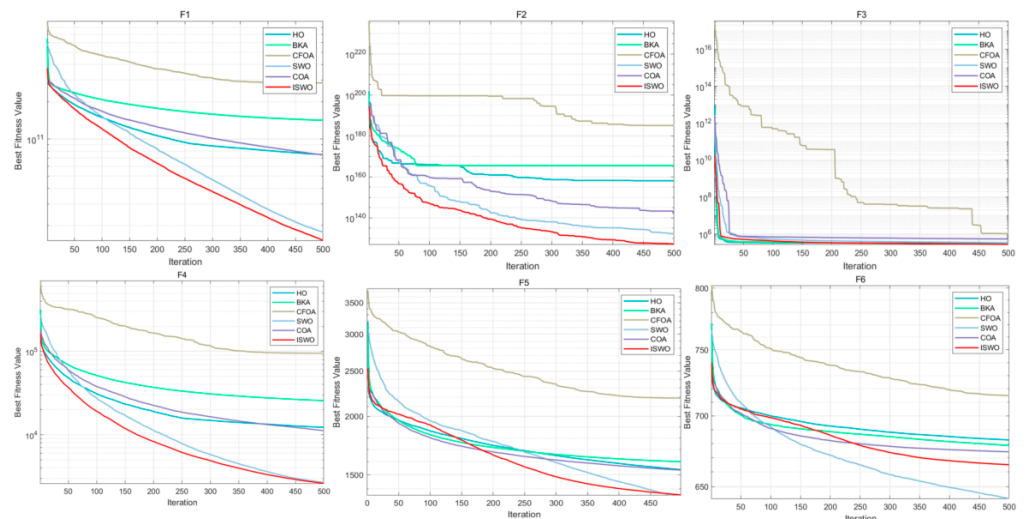 F1
Best Fitness Value
10^11
50 100 150 200 250 300 350 400 450 500
Iteration
HO
BKA
CFOA
SWO
COA
ISWO
F2
Best Fitness Value
10^220
10^200
10^180
10^160
10^140
50 100 150 200 250 300 350 400 450 500
Iteration
HO
BKA
CFOA
SWO
COA
ISWO
F3
Best Fitness Value
10^16
10^14
10^12
10^10
10^8
10^6
50 100 150 200 250 300 350 400 450 500
Iteration
HO
BKA
CFOA
SWO
COA
ISWO
F4
Best Fitness Value
10^5
10^4
50 100 150 200 250 300 350 400 450 500
Iteration
HO
BKA
CFOA
SWO
COA
ISWO
F5
Best Fitness Value
3500
3000
2500
2000
1500
0 50 100 150 200 250 300 350 400 450
Iteration
HO
BKA
CFOA
SWO
COA
ISWO
F6
Best Fitness Value
800
750
700
650
50 100 150 200 250 300 350 400 450 500
Iteration
HO
BKA
CFOA
SWO
COA
ISWO